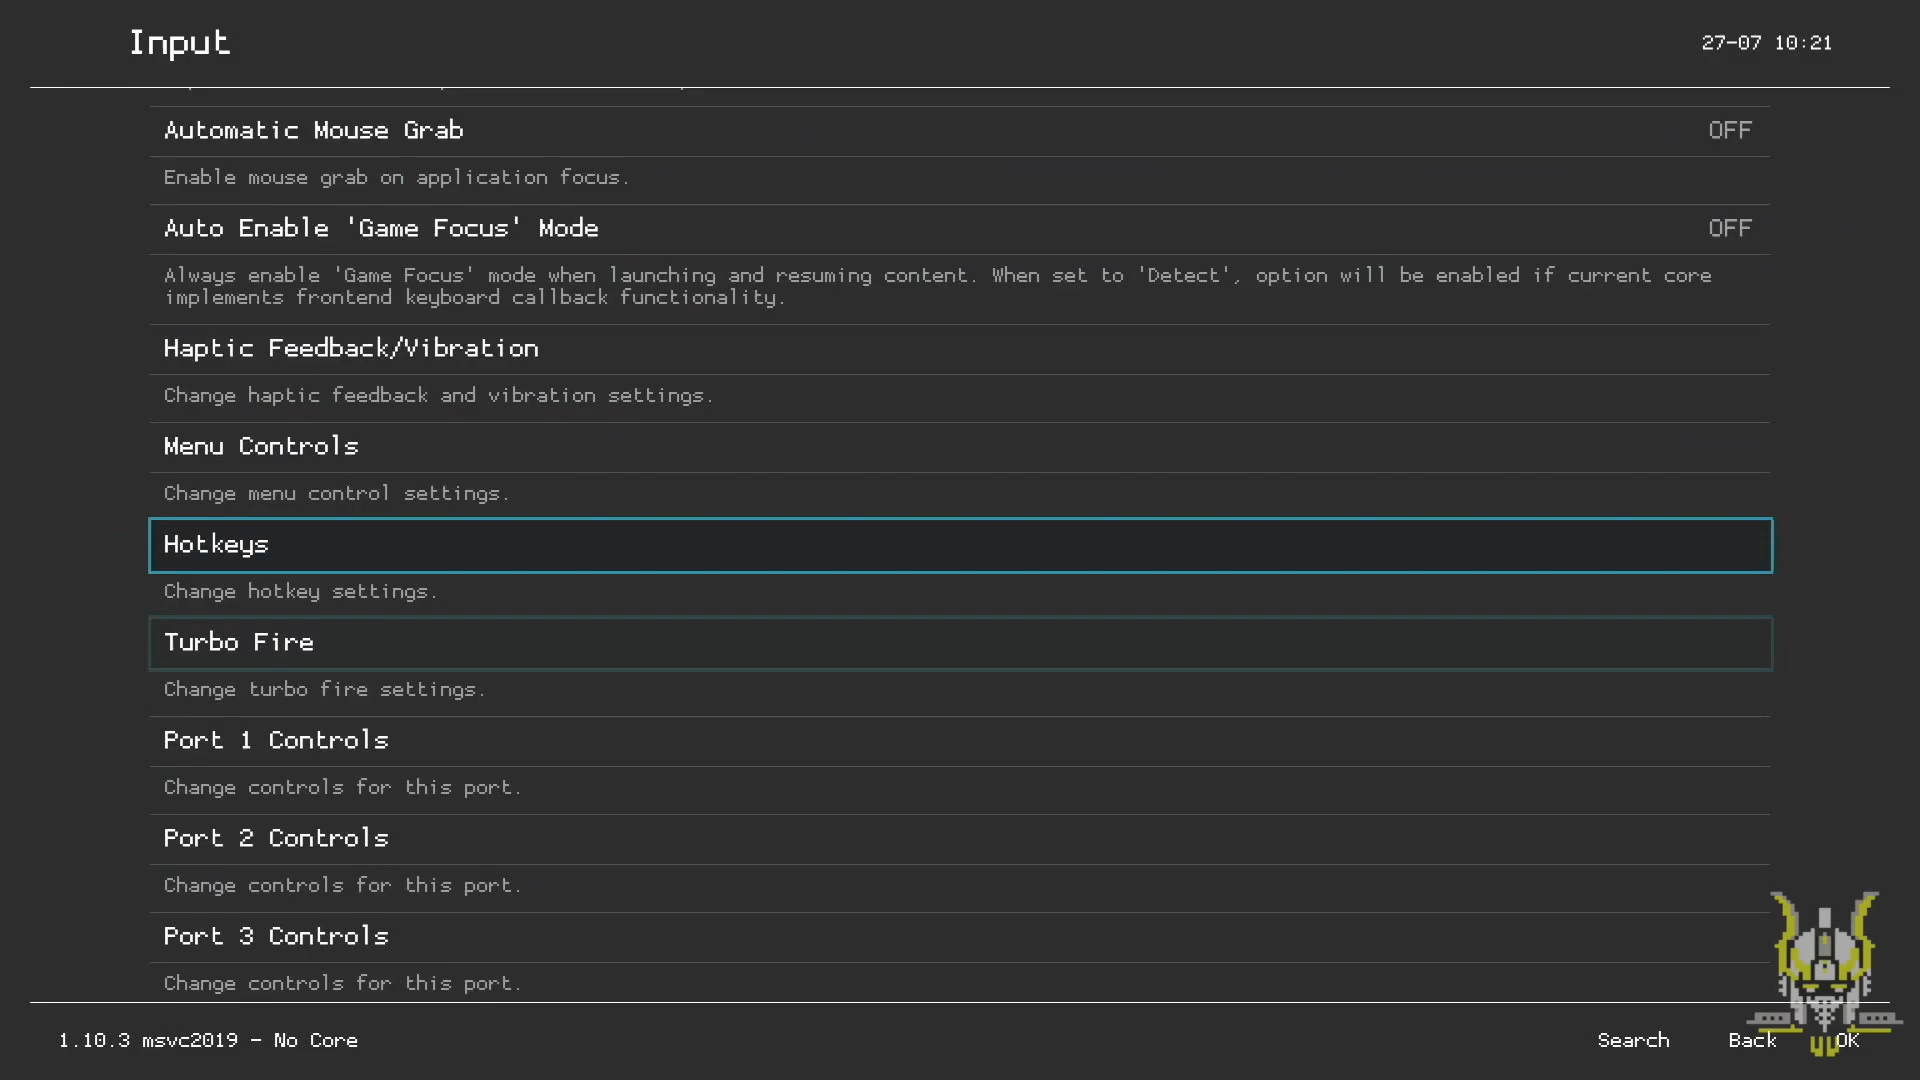 Input
27-07 10:21
Automatic Mouse Grab OFF
Enable mouse grab on application focus.
Auto Enable 'Game Focus' Mode OFF
Always enable 'Game Focus' mode when launching and resuming content. When set to 'Detect', option will be enabled if current core
implements frontend keyboard callback functionality.
Haptic Feedback/Vibration
Change haptic feedback and vibration settings.
Menu Controls
Change menu control settings.
Hotkeys
Change hotkey settings.
Turbo Fire
Change turbo fire settings.
Port 1 Controls
Change controls for this port.
Port 2 Controls
Change controls for this port.
Port 3 Controls
Change controls for this port.
1.10.3 msvc2019 - No Core
Search Back OK